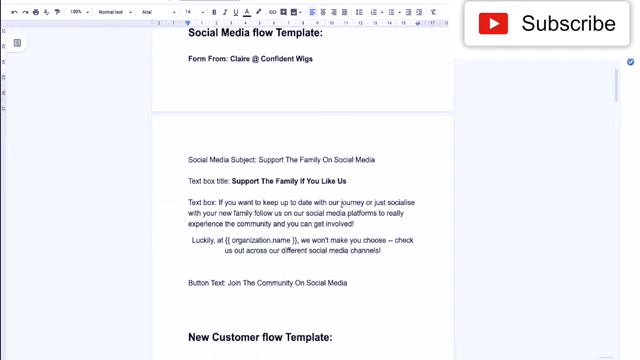 Subscribe
100%
Normal text
Arial
14
Social Media flow Template:
Form From: Claire @ Confident Wigs
Social Media Subject: Support The Family On Social Media
Text box title: Support The Family If You Like Us
Text box: If you want to keep up to date with our journey or just socialise
with your new family follow us on our social media platforms to really
experience the community and you can get involved!
Luckily, at {{ organization.name }}, we won't make you choose -- check
us out across our different social media channels!
Button Text: Join The Community On Social Media
New Customer flow Template: